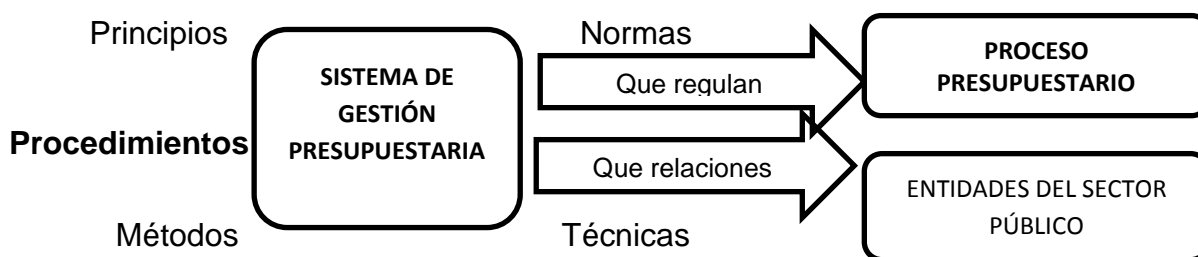 Principios
Procedimientos
Métodos
SISTEMA DE
GESTIÓN
PRESUPUESTARIA
Normas
Que regulan
Que relaciones
Técnicas
PROCESO
PRESUPUESTARIO
ENTIDADES DEL SECTOR
PÚBLICO